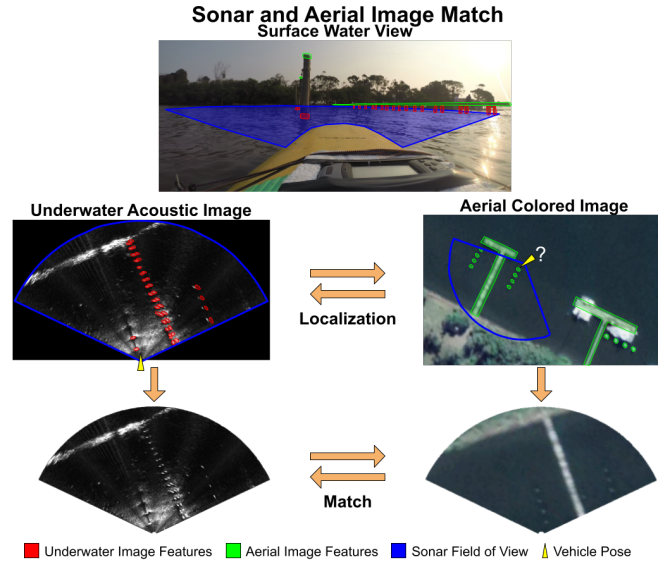 Sonar and Aerial Image Match
Surface Water View
Underwater Acoustic Image
Aerial Colored Image
?
Localization
Match
Underwater Image Features
Aerial Image Features
Sonar Field of View
Vehicle Pose